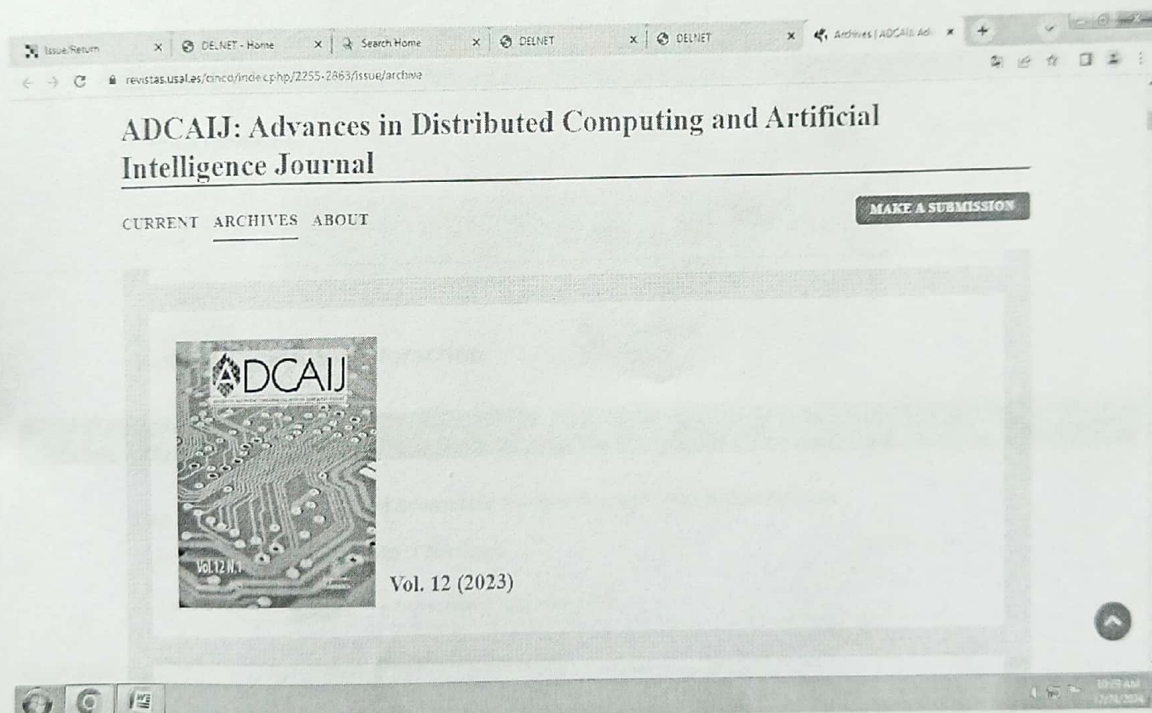 Issue/Return
DELNET - Home
Search Home
DELNET
DELNET
Archives | ADCAIJ: Ad
revistas.usal.es/cinco/index.php/2255-2863/issue/archive
ADCAIJ: Advances in Distributed Computing and Artificial
Intelligence Journal
CURRENT ARCHIVES ABOUT
MAKE A SUBMISSION
ADCAIJ
Vol.12 N.1
Vol. 12 (2023)